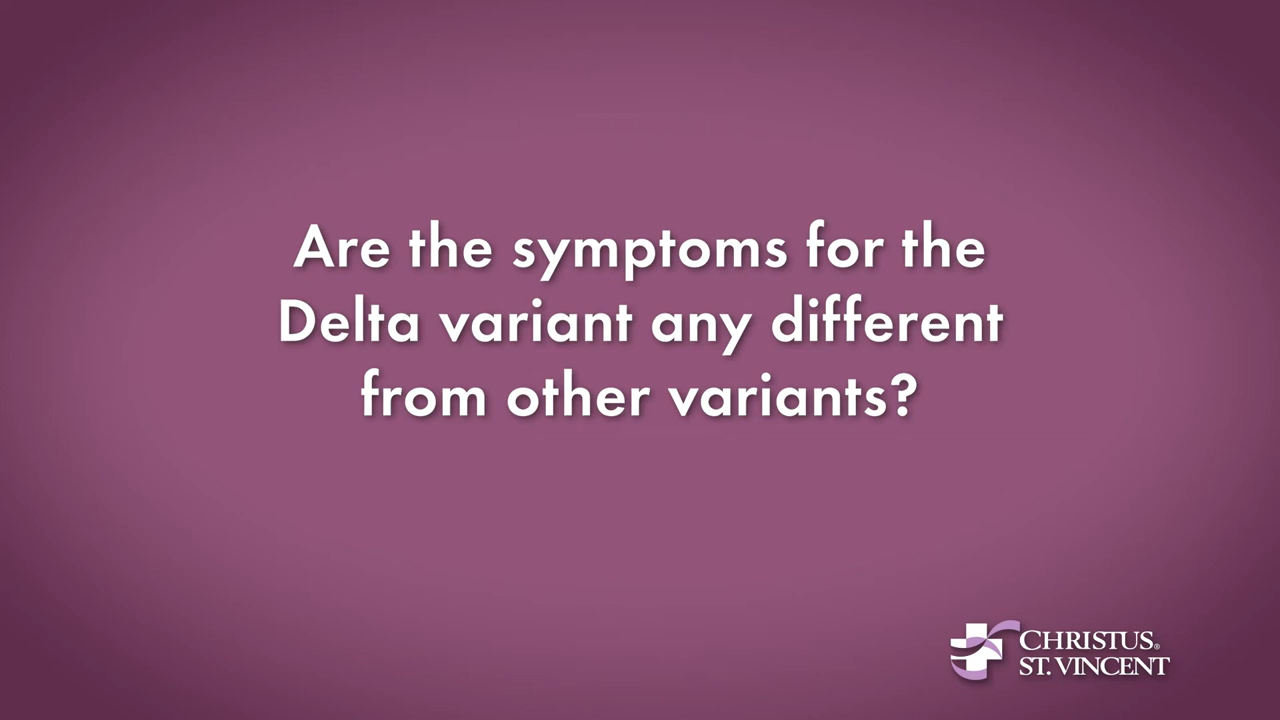 Are the symptoms for the
Delta variant any different
from other variants?
CHRISTUS®
ST. VINCENT